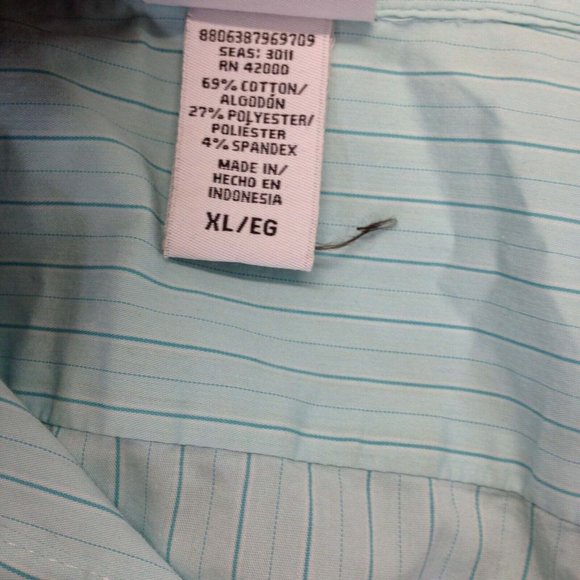 8806387969709
SEAS: 3011
RN 42000
69% COTTON/
ALGODÓN
27% POLYESTER/
POLIÉSTER
4% SPANDEX
MADE IN/
HECHO EN
INDONESIA
XL/EG